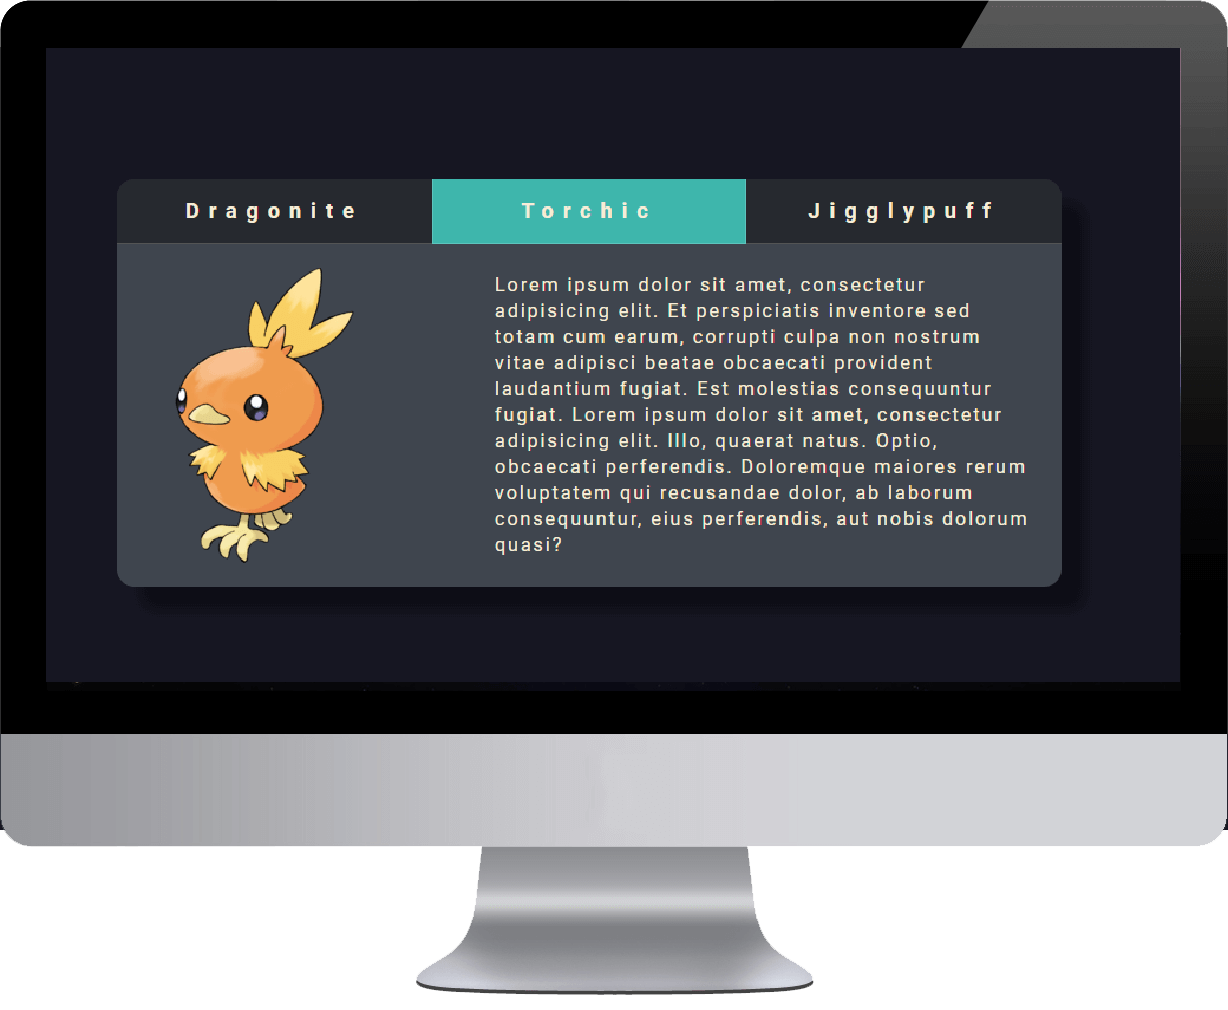 Dragonite Torchic Jigglypuff
Lorem ipsum dolor sit amet, consectetur
adipisicing elit. Et perspiciatis inventore sed
totam cum earum, corrupti culpa non nostrum
vitae adipisci beatae obcaecati provident
laudantium fugiat. Est molestias consequuntur
fugiat. Lorem ipsum dolor sit amet, consectetur
adipisicing elit. Illo, quaerat natus. Optio,
obcaecati perferendis. Doloremque maiores rerum
voluptatem qui recusandae dolor, ab laborum
consequuntur, eius perferendis, aut nobis dolorum
quasi?